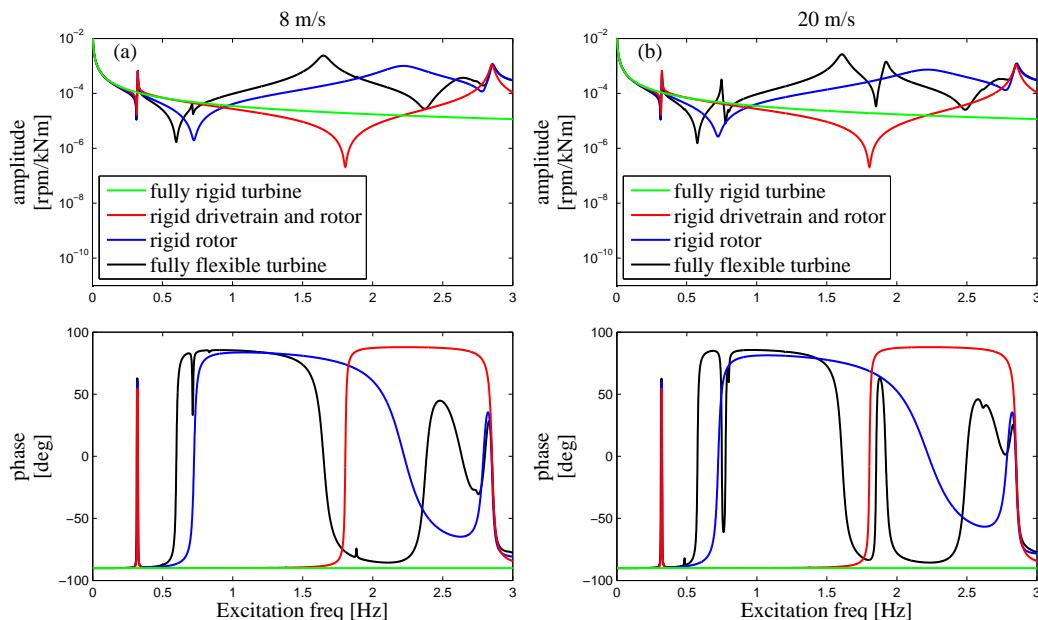 8 m/s
20 m/s
(a)
(b)
10^-2
10^-4
10^-6
10^-8
10^-10
amplitude
[rpm/kNm]
fully rigid turbine
rigid drivetrain and rotor
rigid rotor
fully flexible turbine
0 0.5 1 1.5 2 2.5 3
10^-2
10^-4
10^-6
10^-8
10^-10
amplitude
[rpm/kNm]
fully rigid turbine
rigid drivetrain and rotor
rigid rotor
fully flexible turbine
0 0.5 1 1.5 2 2.5 3
100
50
0
−50
−100
phase
[deg]
0 0.5 1 1.5 2 2.5 3
Excitation freq [Hz]
100
50
0
−50
−100
phase
[deg]
0 0.5 1 1.5 2 2.5 3
Excitation freq [Hz]